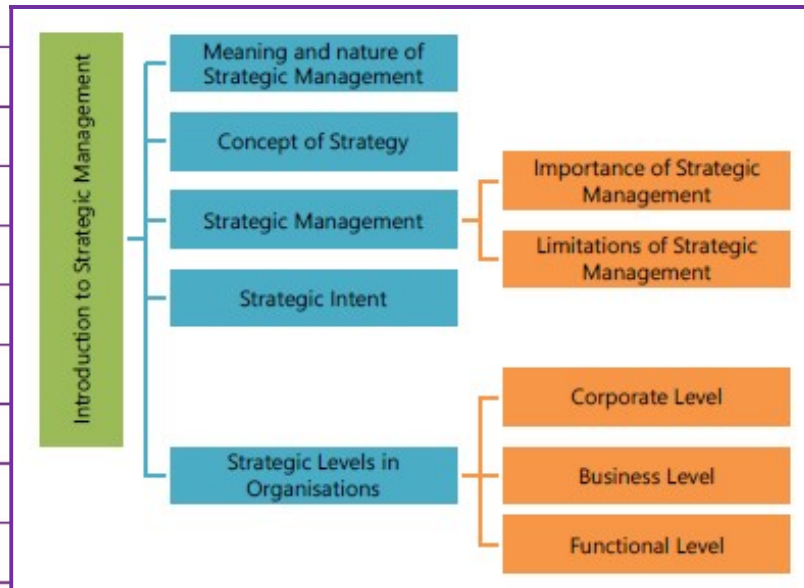 Introduction to Strategic Management
Meaning and nature of
Strategic Management
Concept of Strategy
Strategic Management
Importance of Strategic
Management
Limitations of Strategic
Management
Strategic Intent
Strategic Levels in
Organisations
Corporate Level
Business Level
Functional Level